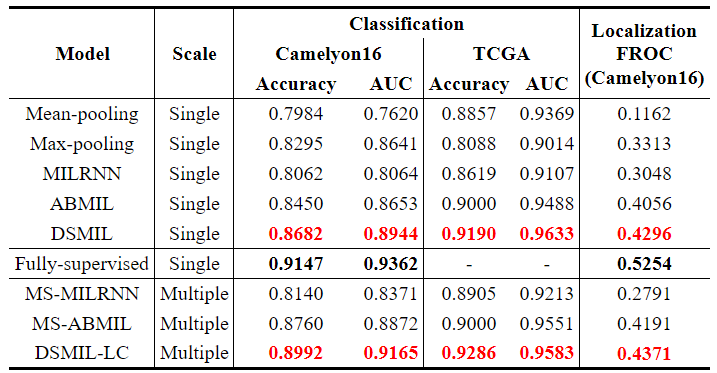 Model Scale Classification Localization FROC (Camelyon16)
Camelyon16 TCGA
Accuracy AUC Accuracy AUC
Mean-pooling Single 0.7984 0.7620 0.8857 0.9369 0.1162
Max-pooling Single 0.8295 0.8641 0.8088 0.9014 0.3313
MILRNN Single 0.8062 0.8064 0.8619 0.9107 0.3048
ABMIL Single 0.8450 0.8653 0.9000 0.9488 0.4056
DSMIL Single 0.8682 0.8944 0.9190 0.9633 0.4296
Fully-supervised Single 0.9147 0.9362 - - 0.5254
MS-MILRNN Multiple 0.8140 0.8371 0.8905 0.9213 0.2791
MS-ABMIL Multiple 0.8760 0.8872 0.9000 0.9551 0.4191
DSMIL-LC Multiple 0.8992 0.9165 0.9286 0.9583 0.4371